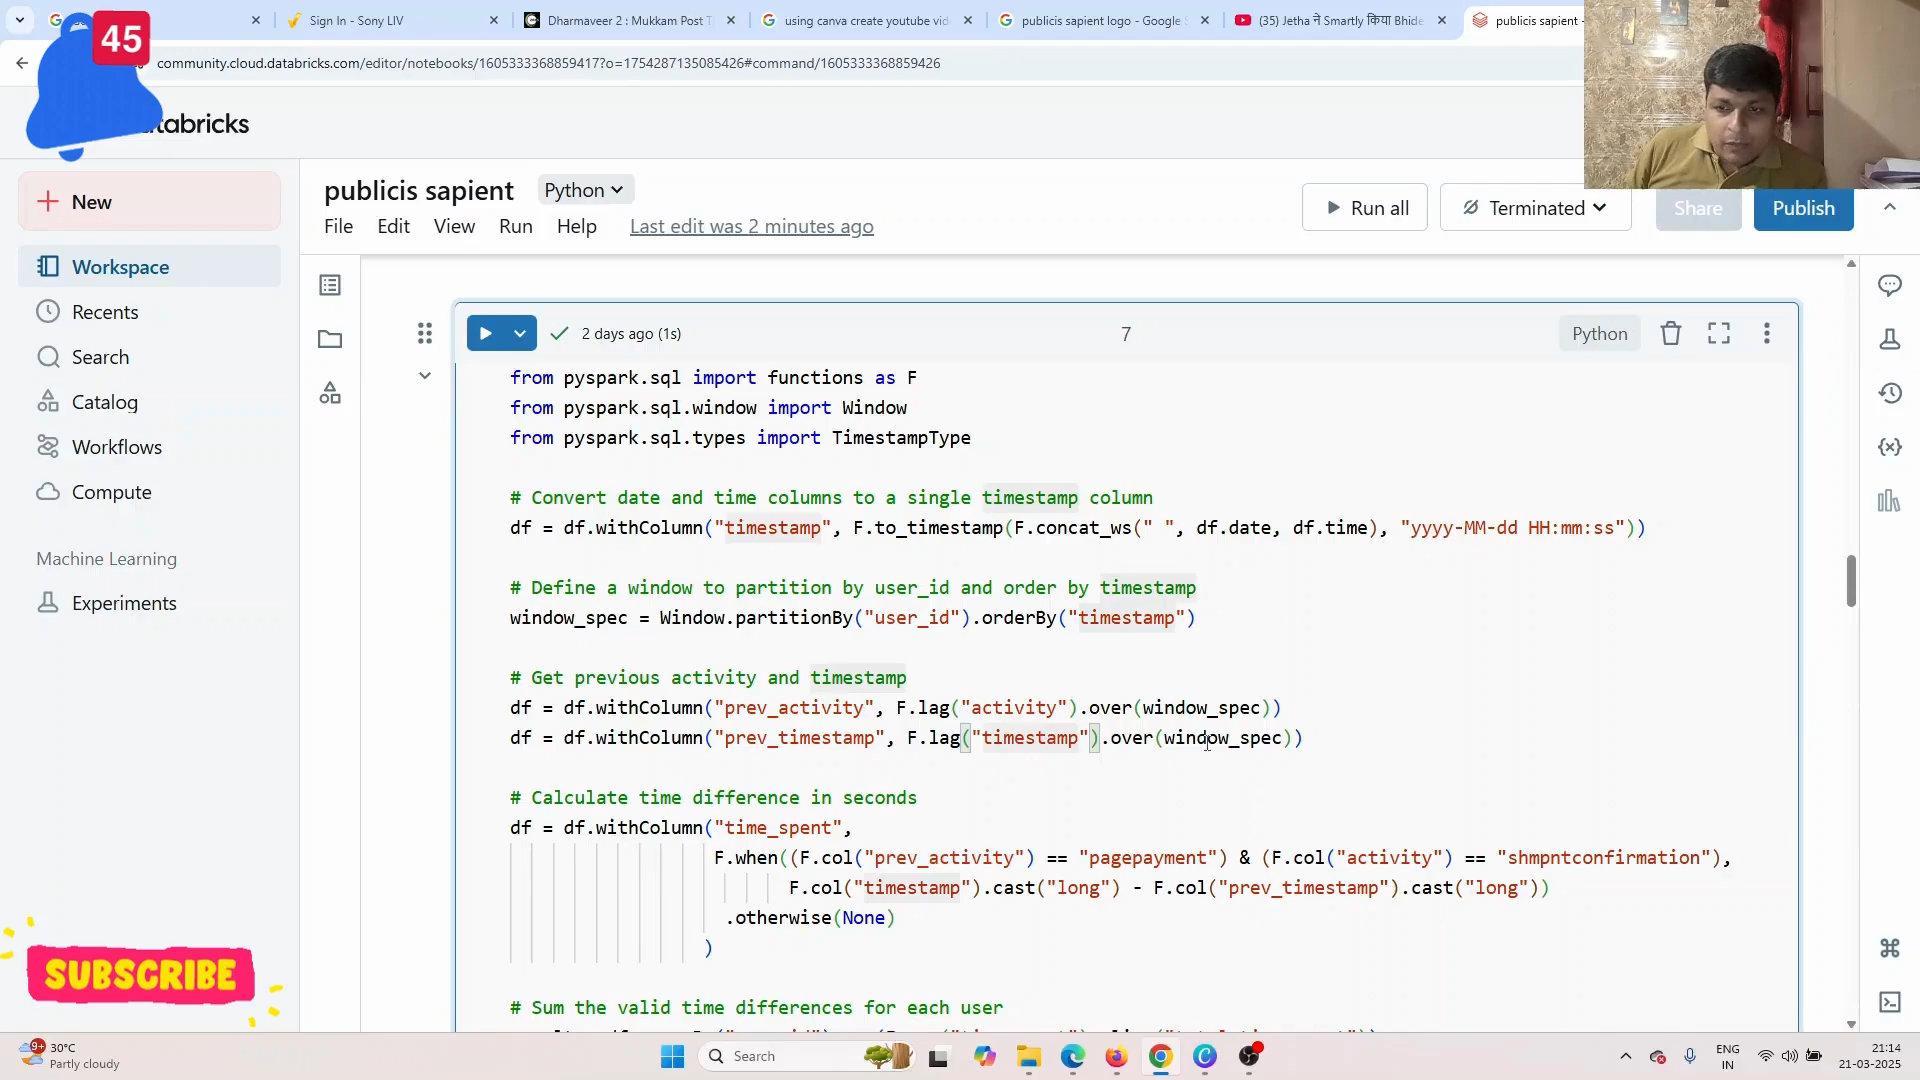 45
Sign In - Sony LIV
Dharmaveer 2 : Mukkam Post T
using canva create youtube vid
publicis sapient logo - Google S
(35) Jetha ने Smartly किया Bhide
publicis sapient -
community.cloud.databricks.com/editor/notebooks/1605333368859417?o=1754287135085426#command/1605333368859426
databricks
New
Workspace
Recents
Search
Catalog
Workflows
Compute
Machine Learning
Experiments
publicis sapient
Python
File Edit View Run Help Last edit was 2 minutes ago
Run all
Terminated
Share
Publish
2 days ago (1s)
7
Python
from pyspark.sql import functions as F
from pyspark.sql.window import Window
from pyspark.sql.types import TimestampType
# Convert date and time columns to a single timestamp column
df = df.withColumn("timestamp", F.to_timestamp(F.concat_ws(" ", df.date, df.time), "yyyy-MM-dd HH:mm:ss"))
# Define a window to partition by user_id and order by timestamp
window_spec = Window.partitionBy("user_id").orderBy("timestamp")
# Get previous activity and timestamp
df = df.withColumn("prev_activity", F.lag("activity").over(window_spec))
df = df.withColumn("prev_timestamp", F.lag("timestamp").over(window_spec))
# Calculate time difference in seconds
df = df.withColumn("time_spent",
F.when((F.col("prev_activity") == "pagepayment") & (F.col("activity") == "shmpntconfirmation"),
F.col("timestamp").cast("long") - F.col("prev_timestamp").cast("long"))
.otherwise(None)
)
# Sum the valid time differences for each user
SUBSCRIBE
9+
30°C
Partly cloudy
Search
ENG
IN
21:14
21-03-2025